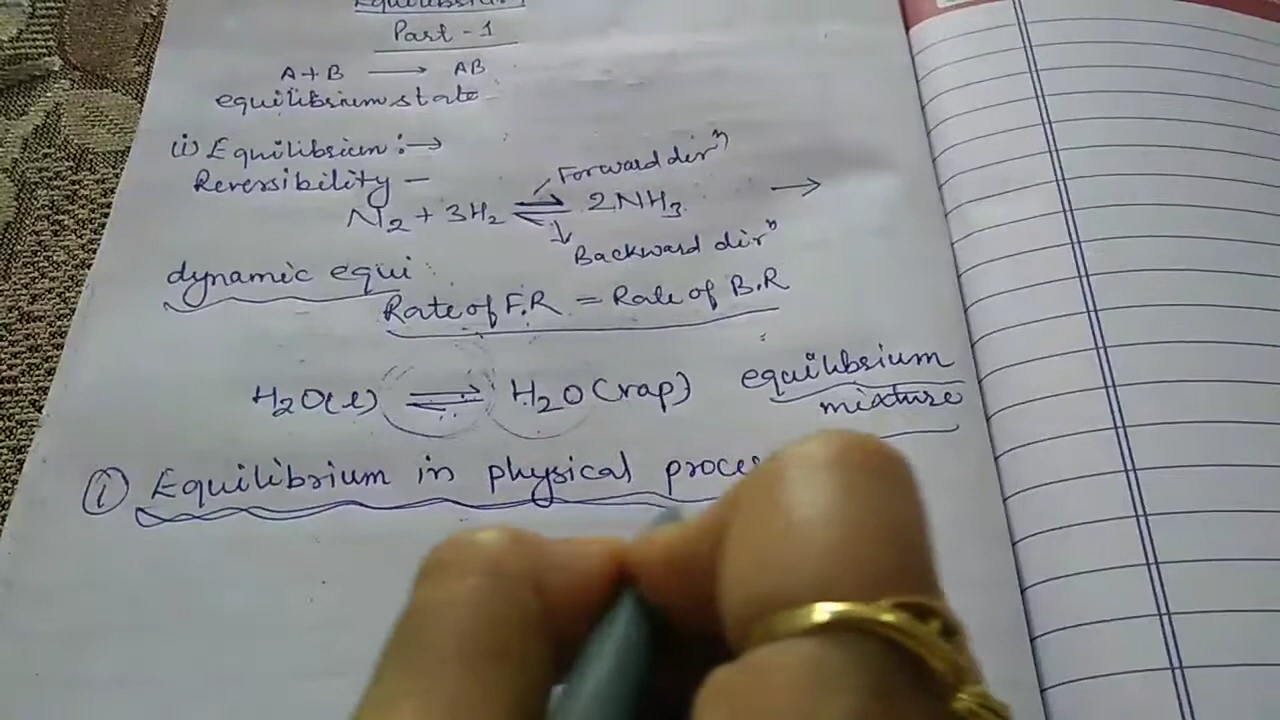 Equilibrium
Part - 1
A + B ⟶ AB
equilibrium state
(i) Equilibrium :→
Reversibility –
Forward dirⁿ
N₂ + 3H₂ ⇌ 2NH₃ →
Backward dirⁿ
dynamic equi
Rate of F.R = Rate of B.R
H₂O(l) ⇌ H₂O(vap) equilibrium
mixture
(i) Equilibrium in physical proce